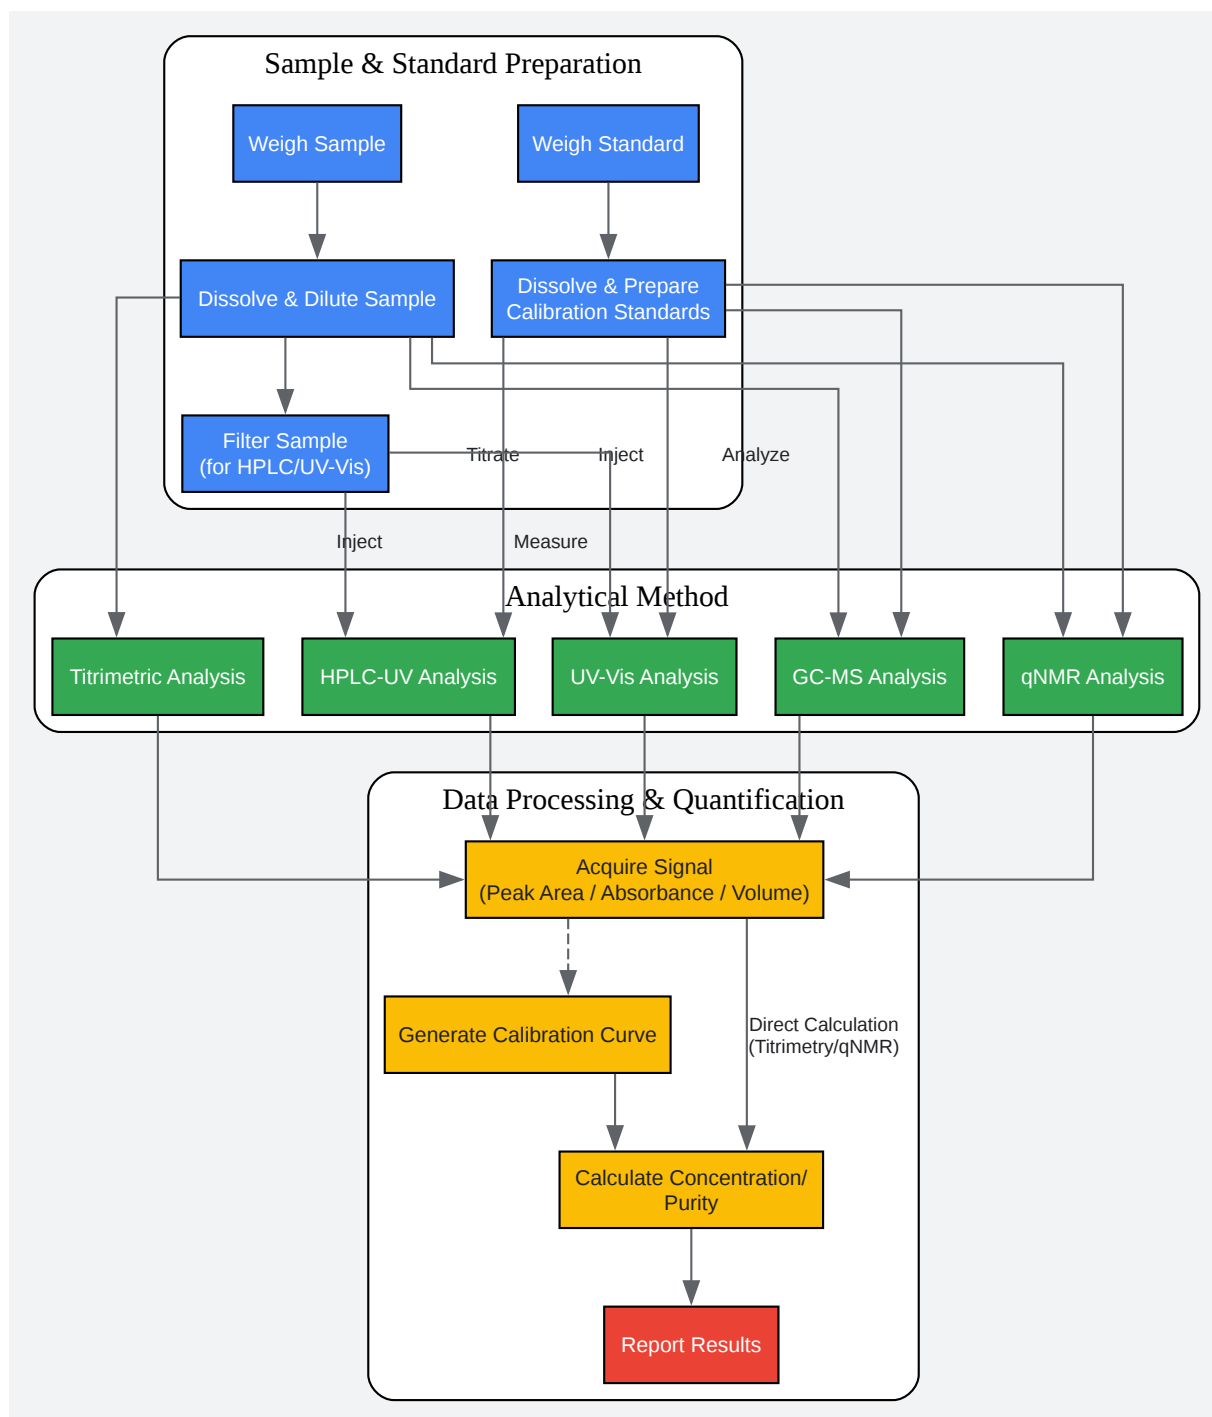 Sample & Standard Preparation
Weigh Sample
Weigh Standard
Dissolve & Dilute Sample
Dissolve & Prepare
Calibration Standards
Filter Sample
(for HPLC/UV-Vis)
Titrate
Inject
Analyze
Inject
Measure
Analytical Method
Titrimetric Analysis
HPLC-UV Analysis
UV-Vis Analysis
GC-MS Analysis
qNMR Analysis
Data Processing & Quantification
Acquire Signal
(Peak Area / Absorbance / Volume)
Generate Calibration Curve
Direct Calculation
(Titrimetry/qNMR)
Calculate Concentration/
Purity
Report Results